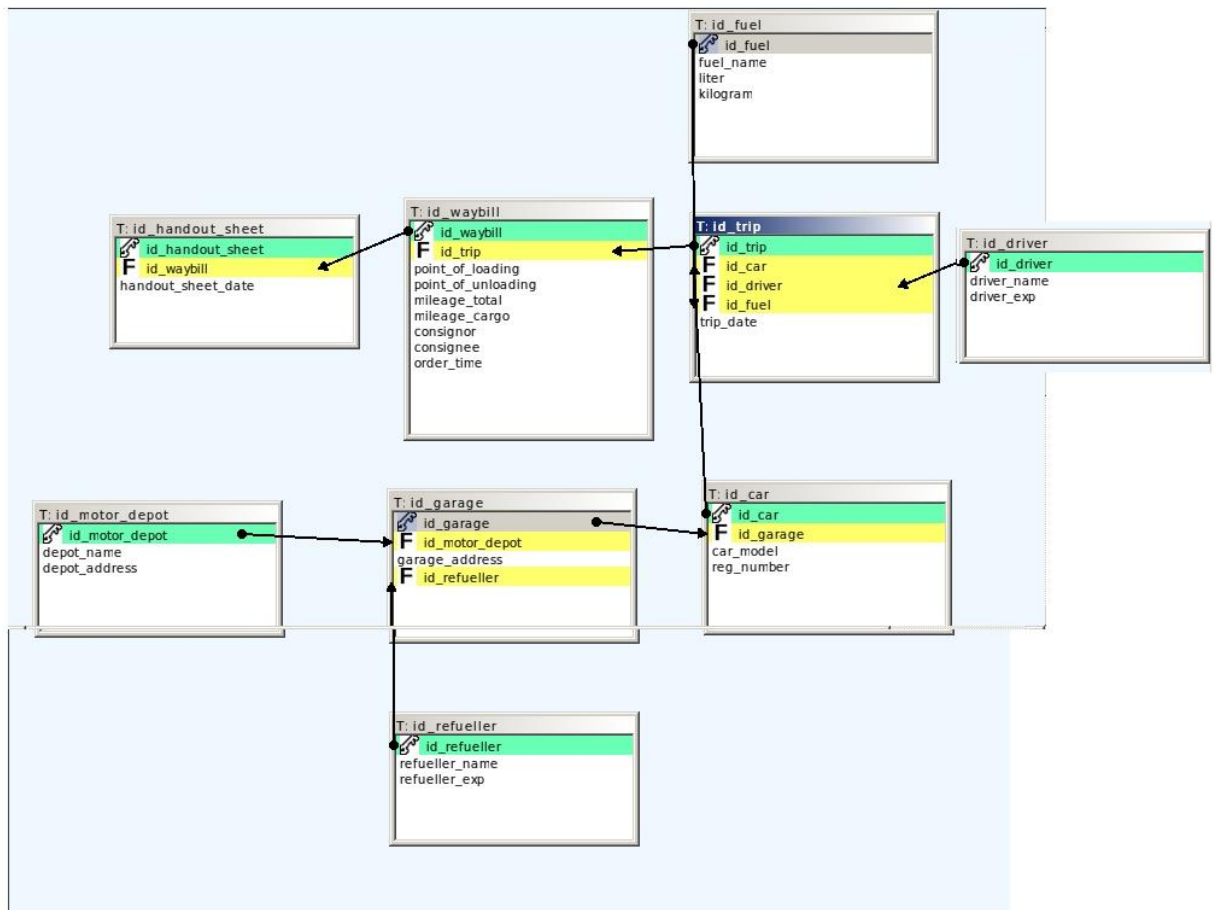 T: id_fuel
id_fuel
fuel_name
liter
kilogram
T: id_handout_sheet
id_handout_sheet
F id_waybill
handout_sheet_date
T: id_waybill
id_waybill
F id_trip
point_of_loading
point_of_unloading
mileage_total
mileage_cargo
consignor
consignee
order_time
T: id_trip
id_trip
F id_car
F id_driver
F id_fuel
trip_date
T: id_driver
id_driver
driver_name
driver_exp
T: id_motor_depot
id_motor_depot
depot_name
depot_address
T: id_garage
id_garage
F id_motor_depot
garage_address
F id_refueller
T: id_car
id_car
F id_garage
car_model
reg_number
T: id_refueller
id_refueller
refueller_name
refueller_exp